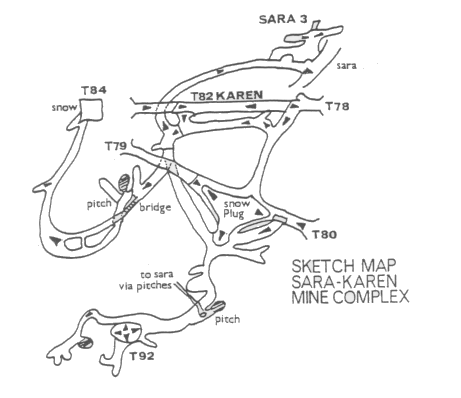 SARA 3
sara
T84
snow
T82 KAREN
T78
T79
pitch
bridge
snow
Plug
T80
to sara
via pitches
pitch
T92
SKETCH MAP
SARA-KAREN
MINE COMPLEX